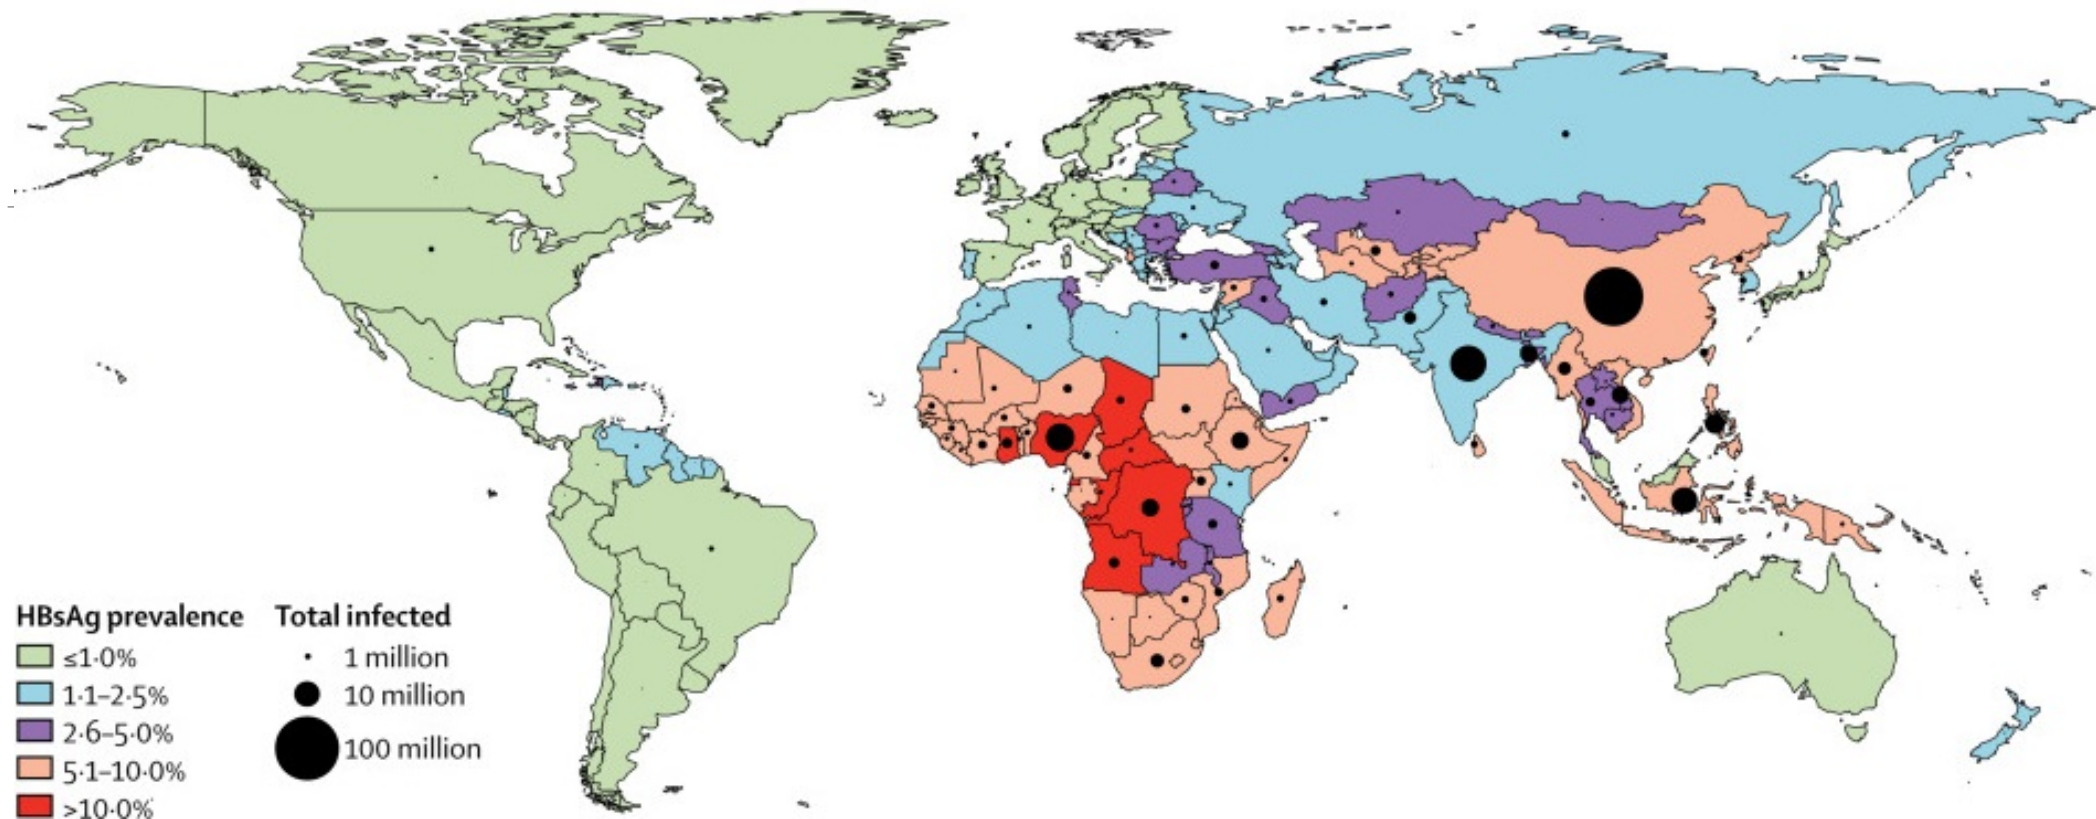 HBsAg prevalence
≤1·0%
1·1–2·5%
2·6–5·0%
5·1–10·0%
>10·0%
Total infected
1 million
10 million
100 million